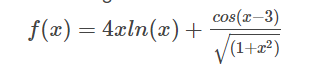 f(x) = 4xln(x) + cos(x−3) / √(1+x²)